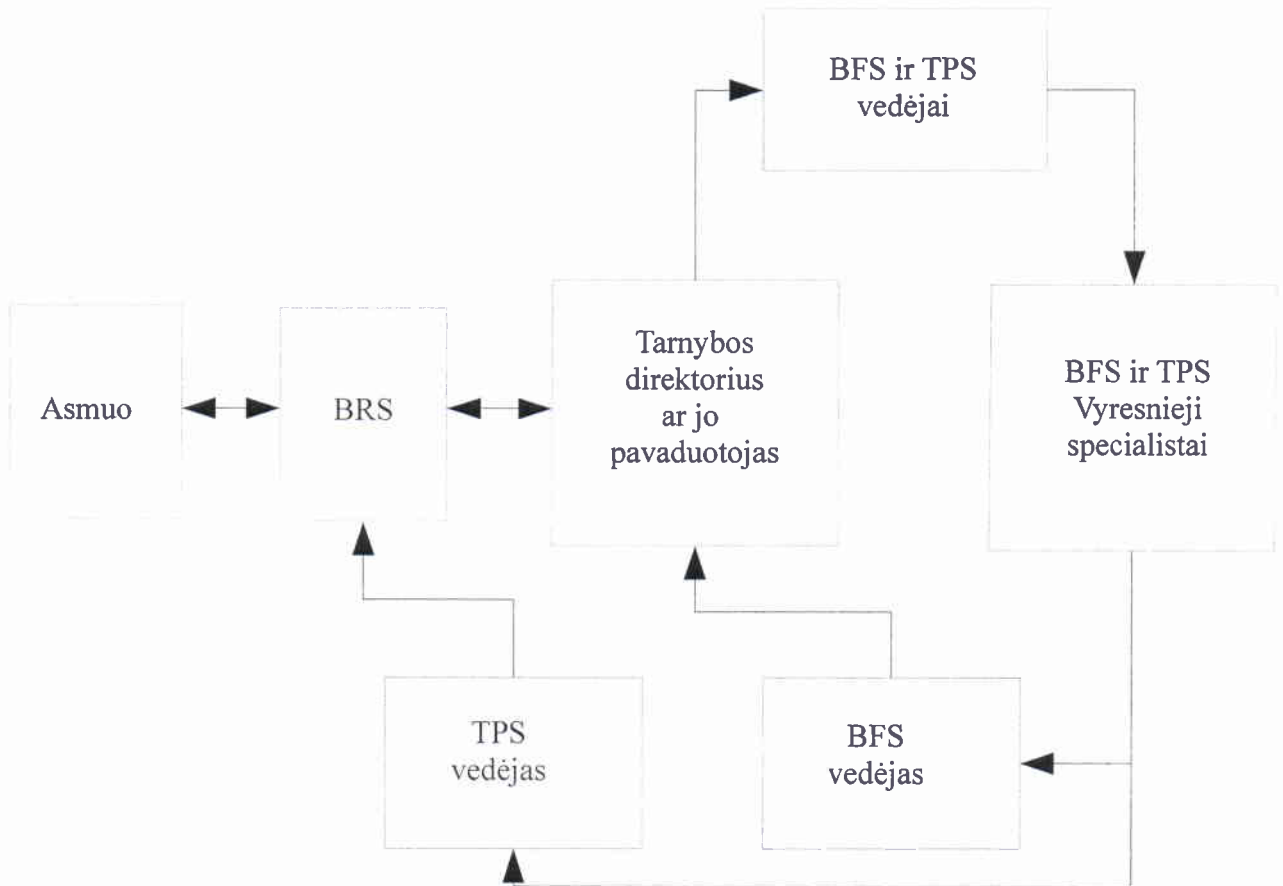 BFS ir TPS
vedėjai
Asmuo
BRS
Tarnybos
direktorius
ar jo
pavaduotojas
BFS ir TPS
Vyresnieji
specialistai
TPS
vedėjas
BFS
vedėjas